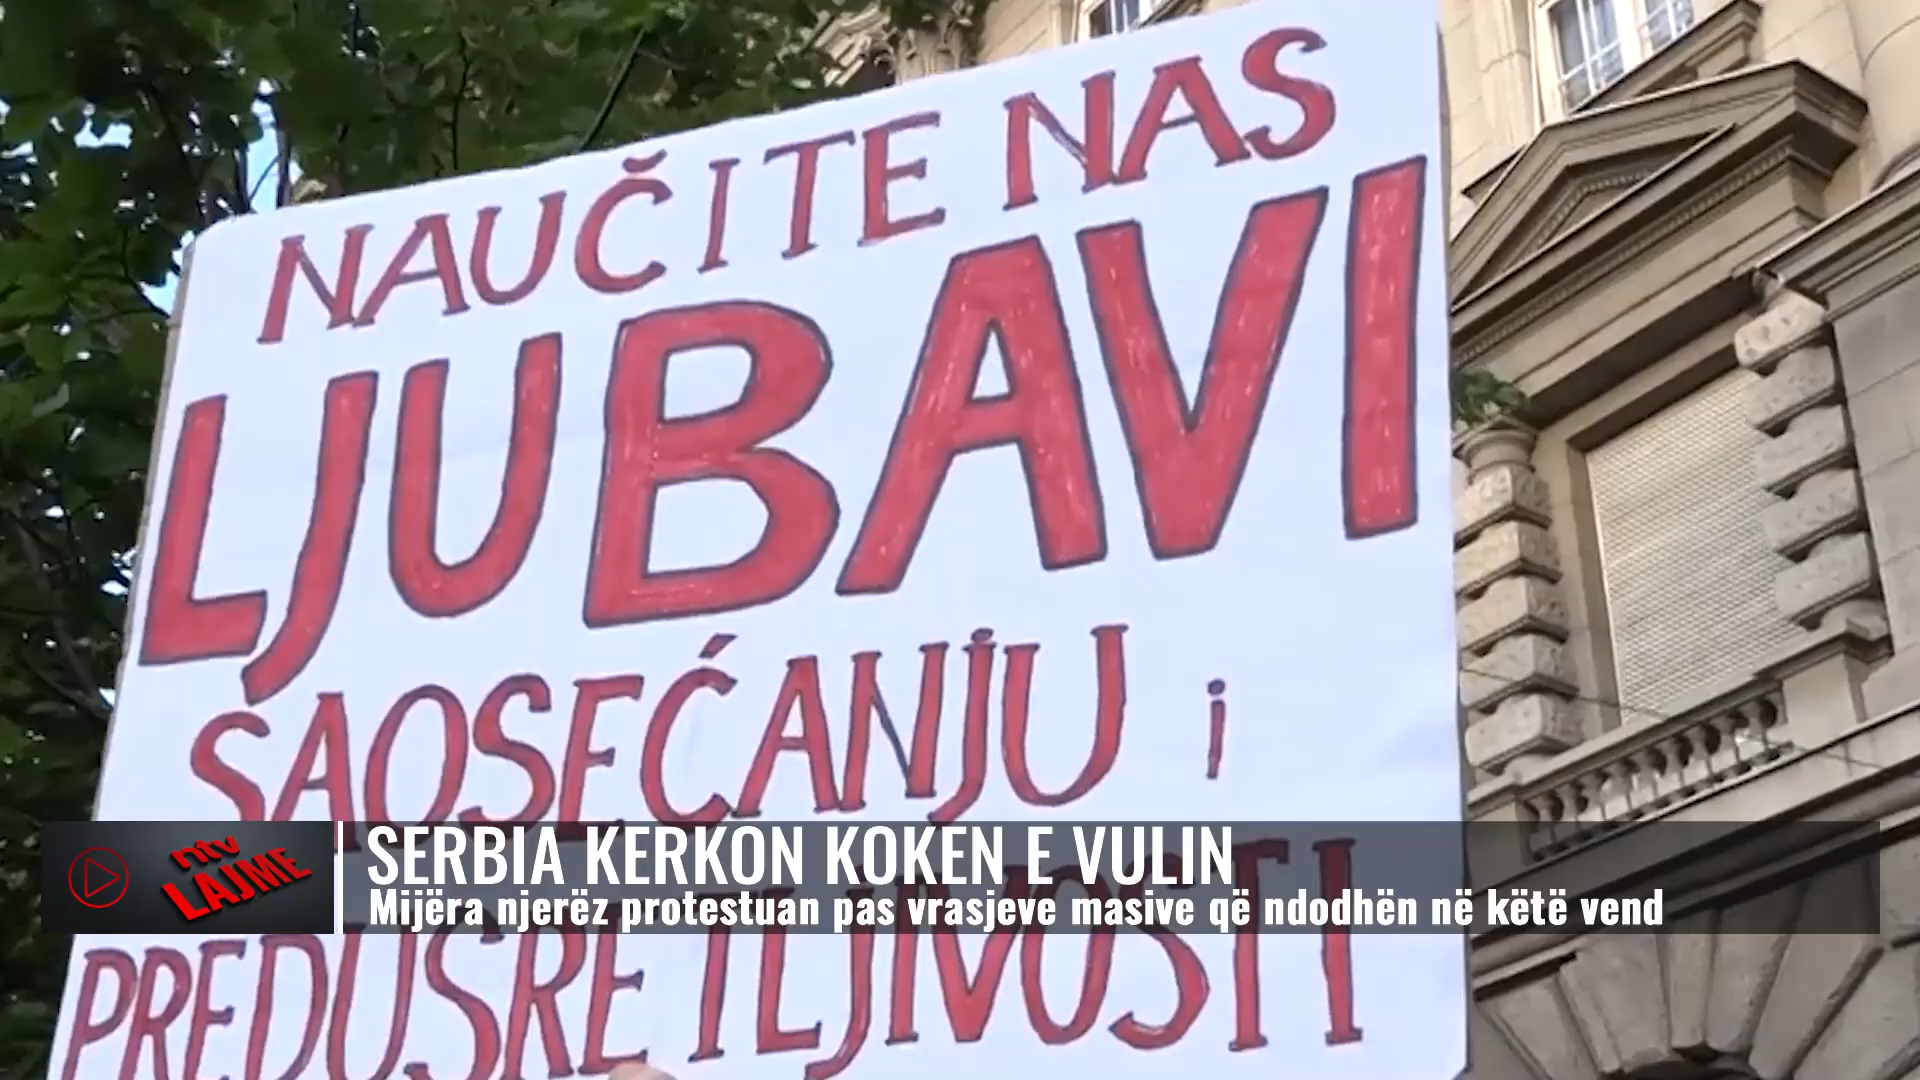 NAUČITE NAS
LJUBAVI
SAOSEĆANJU i
PREDUSRETLJIVOSTI
ntv
LAJME
SERBIA KERKON KOKEN E VULIN
Mijëra njerëz protestuan pas vrasjeve masive që ndodhën në këtë vend